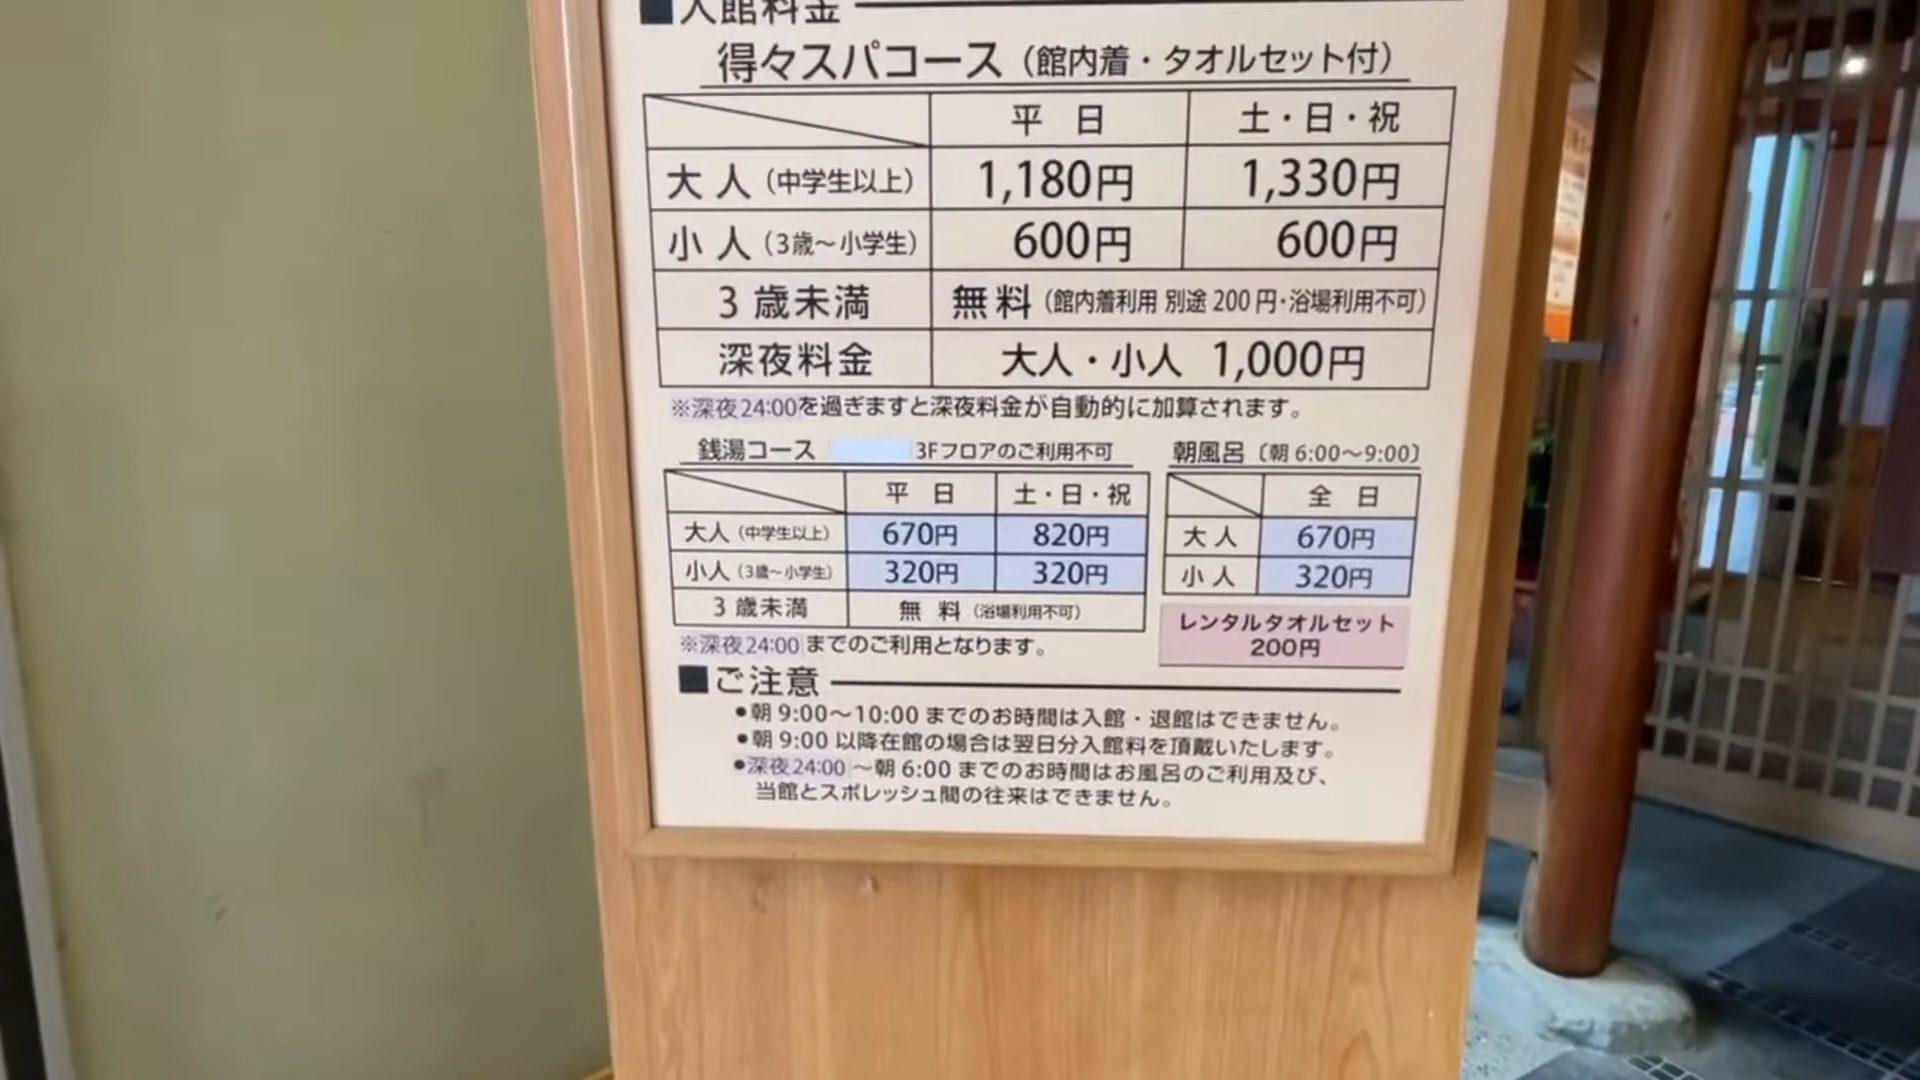 ■入館料金
得々スパコース（館内着・タオルセット付）
平 日 土・日・祝
大 人（中学生以上） 1,180円 1,330円
小 人（3歳～小学生） 600円 600円
3 歳未満 無 料（館内着利用 別途 200 円・浴場利用不可）
深夜料金 大人・小人 1,000円
※深夜24:00を過ぎますと深夜料金が自動的に加算されます。
銭湯コース 3Fフロアのご利用不可
平 日 土・日・祝
大人（中学生以上） 670円 820円
小人（3歳～小学生） 320円 320円
3 歳未満 無 料（浴場利用不可）
※深夜24:00 までのご利用となります。
朝風呂〔朝 6:00～9:00〕
全 日
大 人 670円
小 人 320円
レンタルタオルセット
200円
■ご注意
●朝 9:00～10:00 までのお時間は入館・退館はできません。
●朝 9:00 以降在館の場合は翌日分入館料を頂戴いたします。
●深夜24:00 ～朝 6:00 までのお時間はお風呂のご利用及び、
当館とスポレッシュ間の往来はできません。